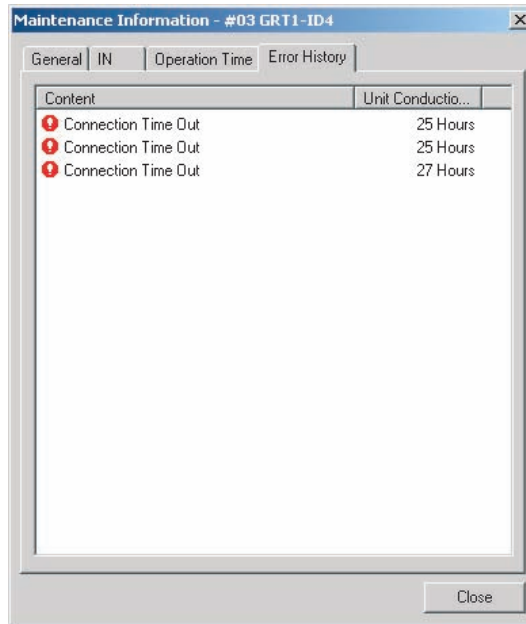 Maintenance Information - #03 GRT1-ID4
General IN Operation Time Error History
Content Unit Conductio...
Connection Time Out 25 Hours
Connection Time Out 25 Hours
Connection Time Out 27 Hours
Close